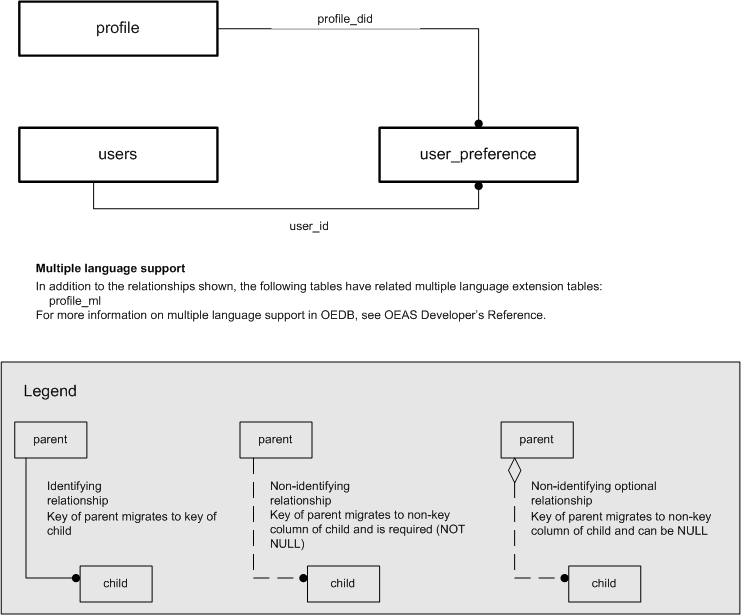 profile
profile_did
users
user_preference
user_id
Multiple language support
In addition to the relationships shown, the following tables have related multiple language extension tables:
profile_ml
For more information on multiple language support in OEDB, see OEAS Developer's Reference.
Legend
parent
Identifying
relationship
Key of parent migrates to key of
child
child
parent
Non-identifying
relationship
Key of parent migrates to non-key
column of child and is required (NOT
NULL)
child
parent
Non-identifying optional
relationship
Key of parent migrates to non-key
column of child and can be NULL
child